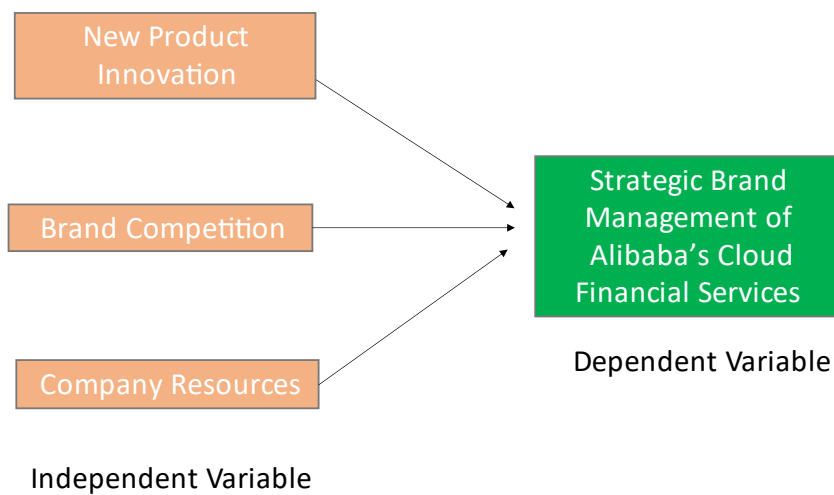 New Product
Innovation
Brand Competition
Company Resources
Independent Variable
Strategic Brand
Management of
Alibaba’s Cloud
Financial Services
Dependent Variable